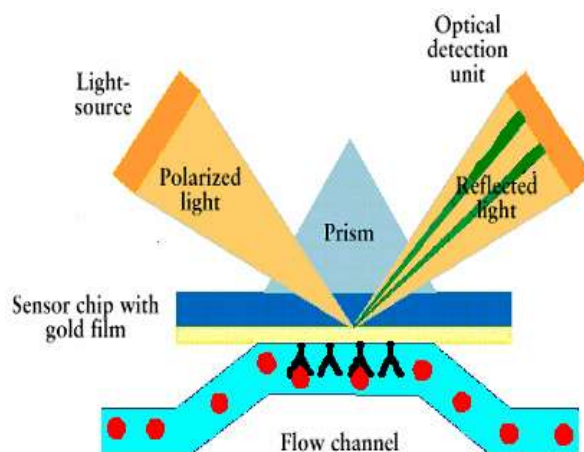 Light-
source
Optical
detection
unit
Polarized
light
Reflected
light
Prism
Sensor chip with
gold film
Flow channel